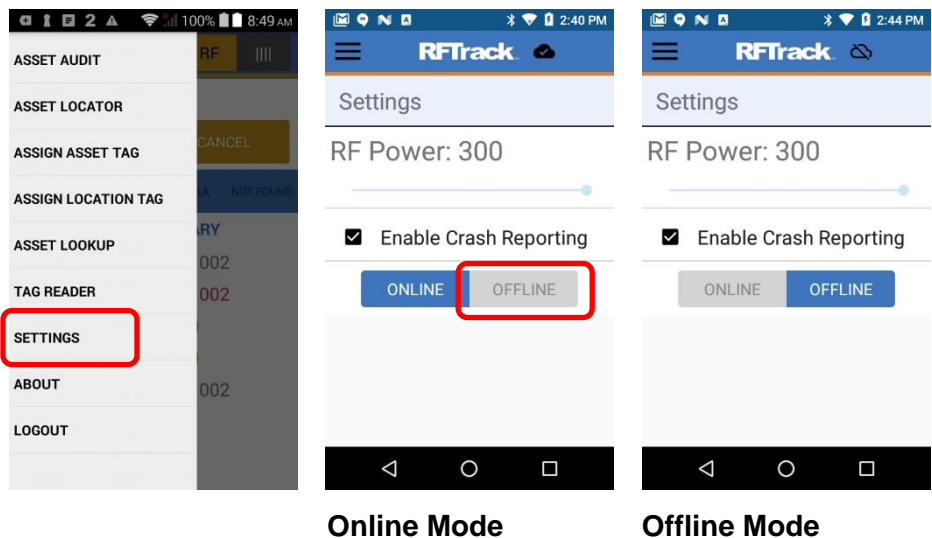 100% 8:49 AM
RF
ASSET AUDIT
ASSET LOCATOR
CANCEL
ASSIGN ASSET TAG
NOT FOUND
ASSIGN LOCATION TAG
ASSET LOOKUP
002
TAG READER
002
SETTINGS
ABOUT
002
LOGOUT
2:40 PM
RFTrack
Settings
RF Power: 300
Enable Crash Reporting
ONLINE OFFLINE
Online Mode
2:44 PM
RFTrack
Settings
RF Power: 300
Enable Crash Reporting
ONLINE OFFLINE
Offline Mode